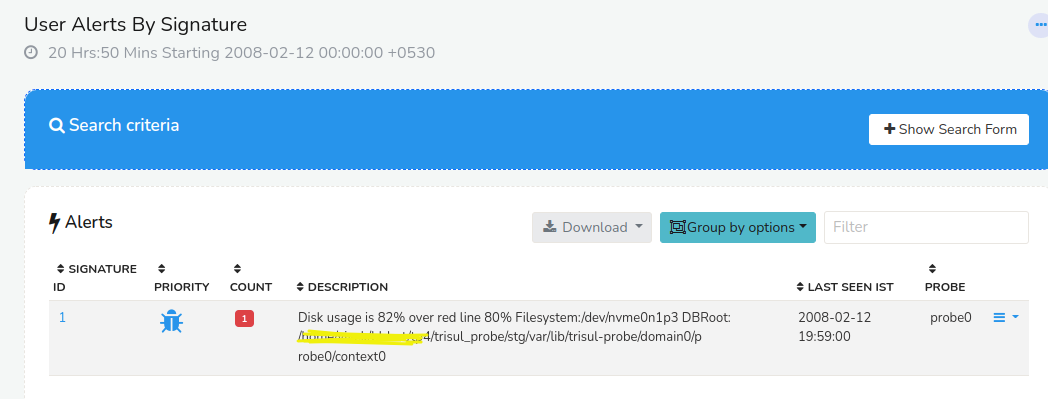 User Alerts By Signature
20 Hrs:50 Mins Starting 2008-02-12 00:00:00 +0530
Search criteria
Show Search Form
Alerts
Download
Group by options
Filter
SIGNATURE ID PRIORITY COUNT DESCRIPTION LAST SEEN IST PROBE
1 1 Disk usage is 82% over red line 80% Filesystem:/dev/nvme0n1p3 DBRoot: 2008-02-12 probe0
4/trisul_probe/stg/var/lib/trisul-probe/domain0/p 19:59:00
robe0/context0